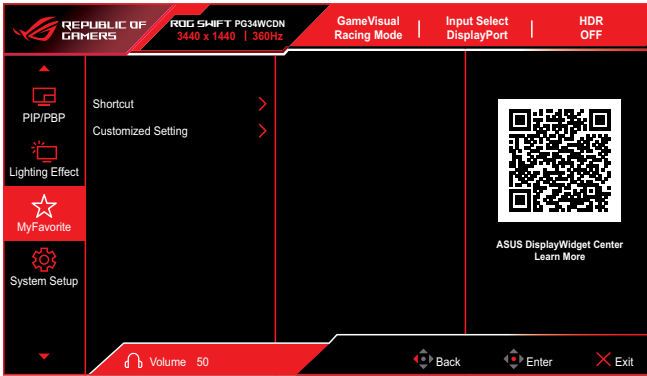 REPUBLIC OF
GAMERS
ROG SWIFT PG34WCDN
3440 x 1440 | 360Hz
GameVisual
Racing Mode
Input Select
DisplayPort
HDR
OFF
PIP/PBP
Lighting Effect
MyFavorite
System Setup
Shortcut
Customized Setting
ASUS DisplayWidget Center
Learn More
Volume 50
Back
Enter
Exit